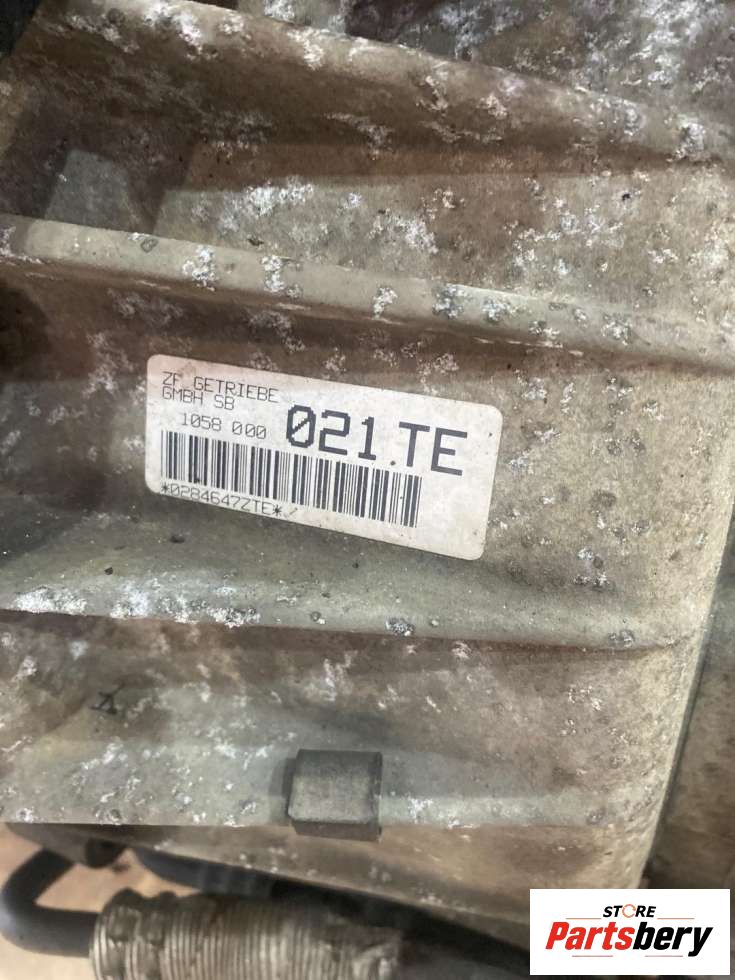 ZF GETRIEBE
GMBH SB
1058 000 021.TE
*0284647ZTE*/
STORE
Partsbery